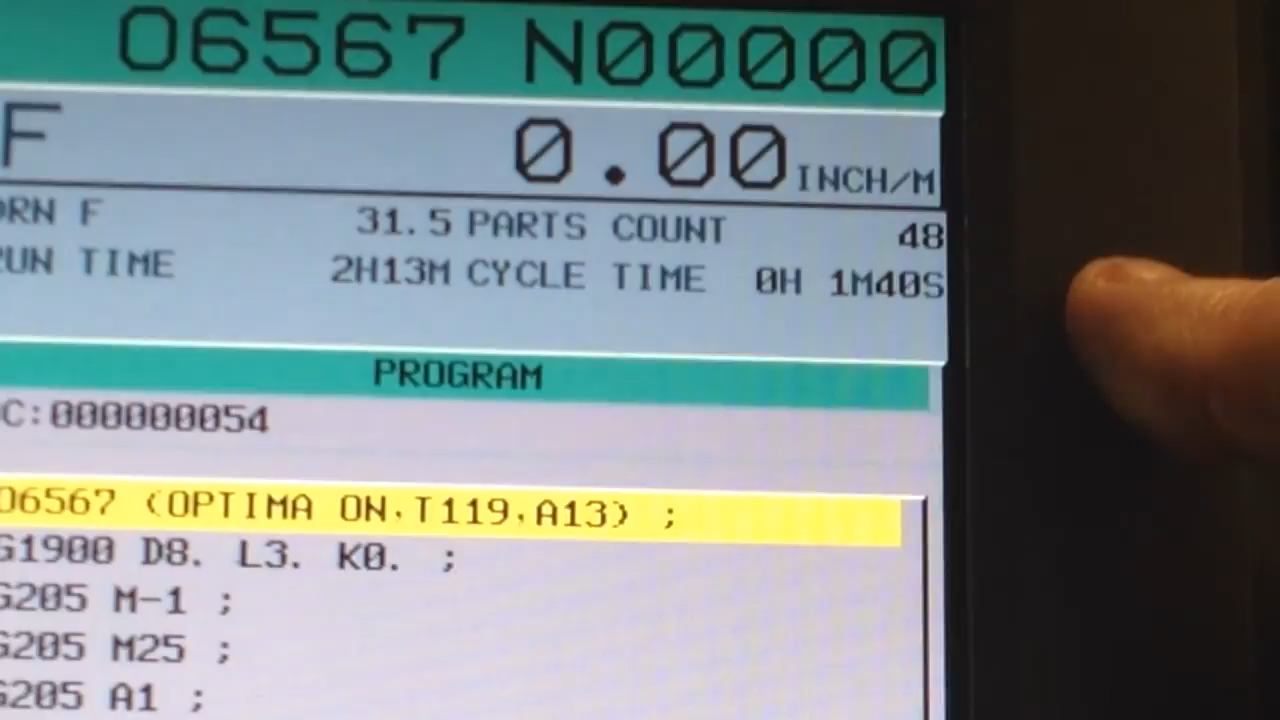 O6567 N00000
F 0.00 INCH/M
RN F 31.5 PARTS COUNT 48
UN TIME 2H13M CYCLE TIME 0H 1M40S
PROGRAM
C:000000054
O6567 (OPTIMA ON,T119,A13) ;
G1900 D8. L3. K0. ;
G205 M-1 ;
G205 M25 ;
G205 A1 ;